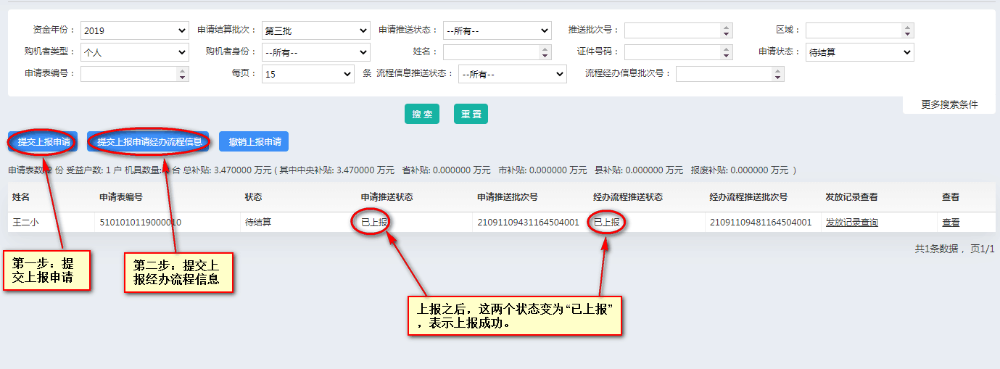 资金年份： 2019 申请结算批次： 第三批 申请推送状态： --所有-- 推送批次号： 区域：
购机者类型： 个人 购机者身份： --所有-- 姓名： 证件号码： 申请状态： 待结算
申请表编号： 每页： 15 条 流程信息推送状态： --所有-- 流程经办信息批次号：
更多搜索条件
搜 索 重 置
提交上报申请 提交上报申请经办流程信息 撤销上报申请
申请表数: 2 份 受益户数: 1 户 机具数量: 台 总补贴: 3.470000 万元 ( 其中中央补贴: 3.470000 万元 省补贴: 0.000000 万元 市补贴: 0.000000 万元 县补贴: 0.000000 万元 报废补贴: 0.000000 万元 )
姓名 申请表编号 状态 申请推送状态 申请推送批次号 经办流程推送状态 经办流程推送批次号 发放记录查看 查看
王二小 5101010119000010 待结算 已上报 21091109431164504001 已上报 21091109481164504001 发放记录查询 查看
共1条数据， 页1/1
第一步：提
交上报申请
第二步：提交上
报经办流程信息
上报之后，这两个状态变为“已上报”
，表示上报成功。